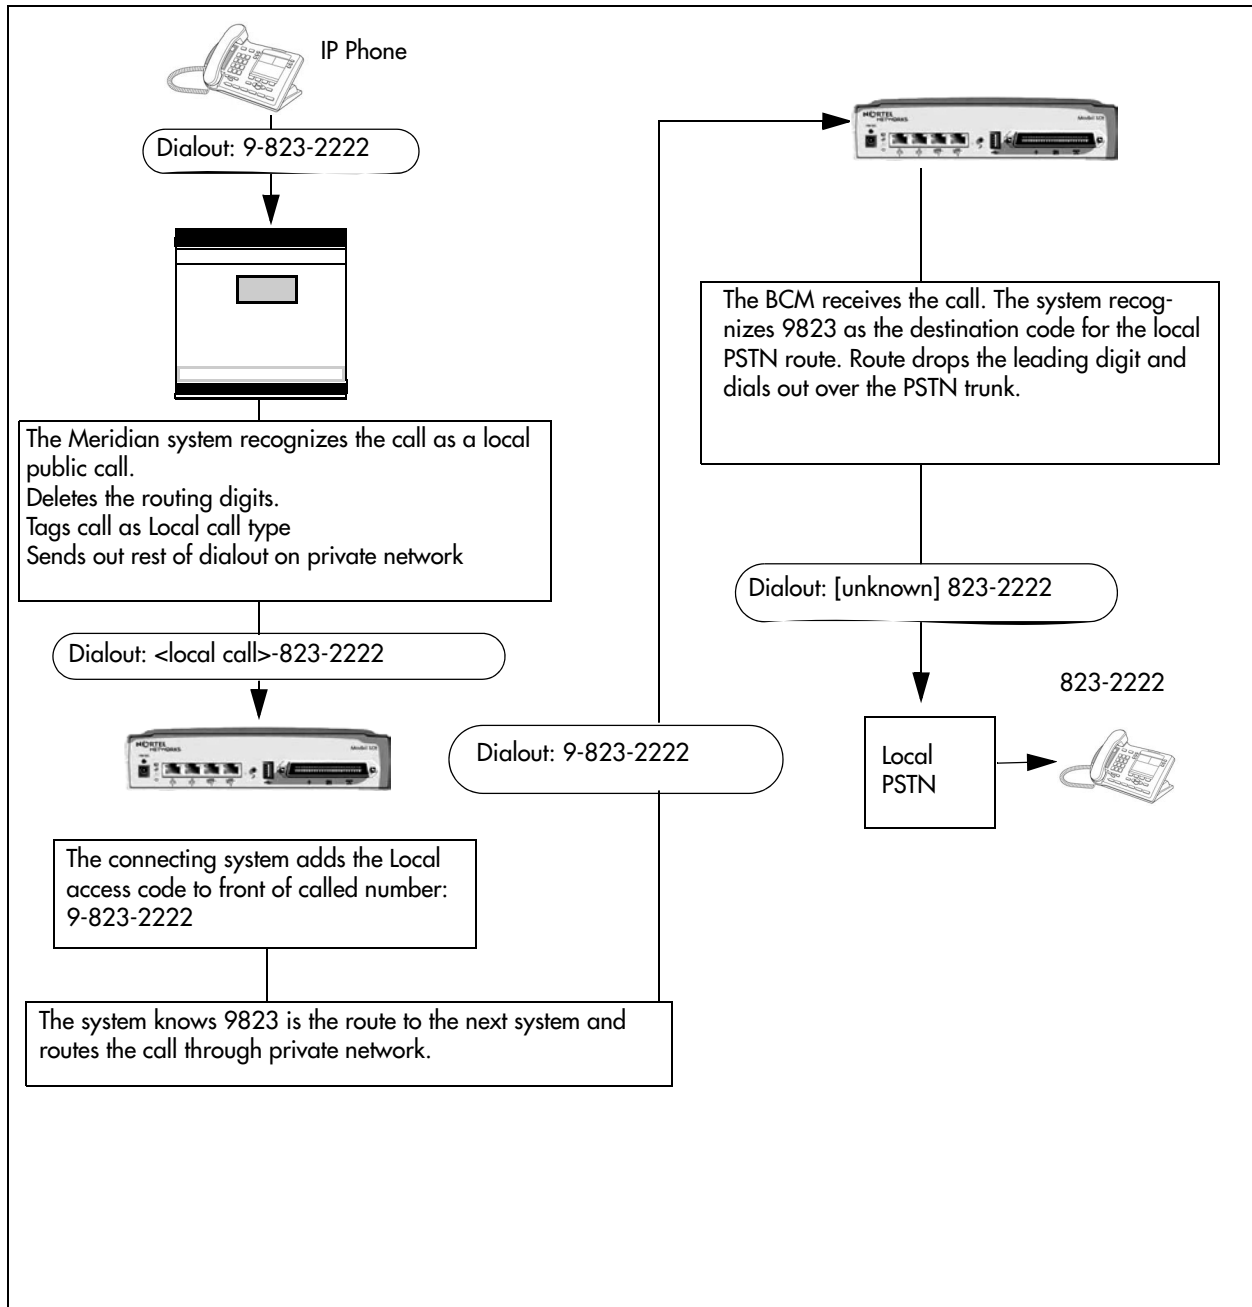 IP Phone
Dialout: 9-823-2222
The Meridian system recognizes the call as a local
public call.
Deletes the routing digits.
Tags call as Local call type
Sends out rest of dialout on private network
Dialout: <local call>-823-2222
NORTEL
NETWORKS
The connecting system adds the Local
access code to front of called number:
9-823-2222
The system knows 9823 is the route to the next system and
routes the call through private network.
Dialout: 9-823-2222
NORTEL
NETWORKS
The BCM receives the call. The system recog-
nizes 9823 as the destination code for the local
PSTN route. Route drops the leading digit and
dials out over the PSTN trunk.
Dialout: [unknown] 823-2222
823-2222
Local
PSTN